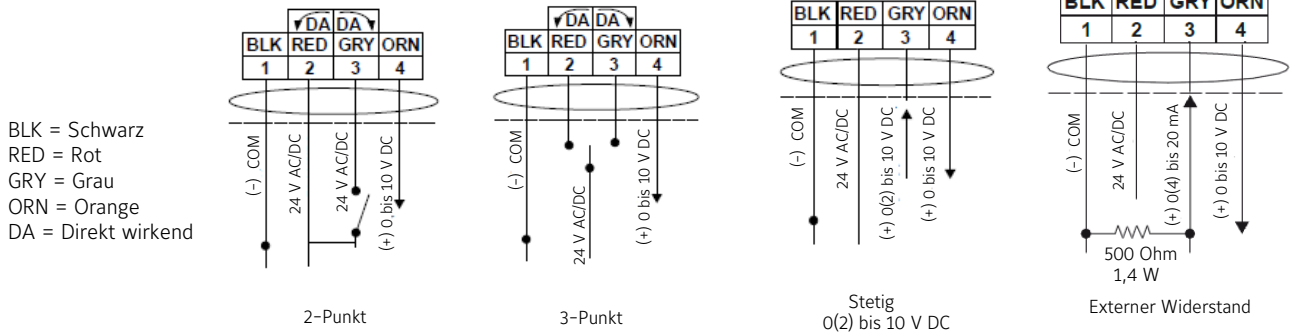 BLK = Schwarz
RED = Rot
GRY = Grau
ORN = Orange
DA = Direkt wirkend
DA DA
BLK RED GRY ORN
1 2 3 4
(-) COM
24 V AC/DC
24 V AC/DC
(+) 0 bis 10 V DC
2-Punkt
DA DA
BLK RED GRY ORN
1 2 3 4
(-) COM
24 V AC/DC
(+) 0 bis 10 V DC
3-Punkt
BLK RED GRY ORN
1 2 3 4
(-) COM
24 V AC/DC
(+) 0(2) bis 10 V DC
(+) 0 bis 10 V DC
Stetig
0(2) bis 10 V DC
BLK RED GRY ORN
1 2 3 4
(-) COM
24 V AC/DC
(+) 0(4) bis 20 mA
(+) 0 bis 10 V DC
500 Ohm
1,4 W
Externer Widerstand